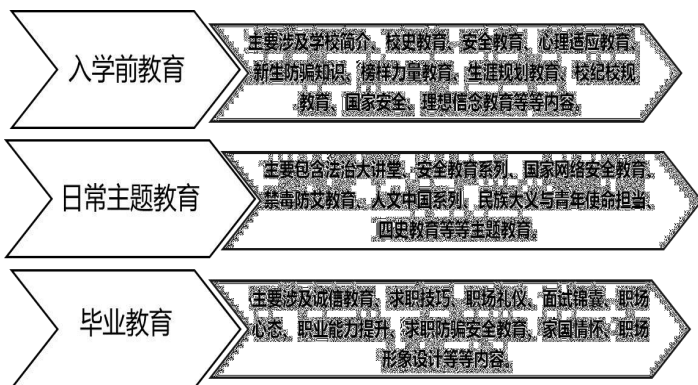 入学前教育
主要涉及学校简介、校史教育、安全教育、心理适应教育、
新生防骗知识、榜样力量教育、生涯规划教育、校纪校规
教育、国家安全、理想信念教育等等内容。
日常主题教育
主要包含法治大讲堂、安全教育系列、国家网络安全教育、
禁毒防艾教育、人文中国系列、民族大义与青年使命担当、
四史教育等等主题教育。
毕业教育
主要涉及诚信教育、求职技巧、职场礼仪、面试锦囊、职场
心态、职业能力提升、求职防骗安全教育、家国情怀、职场
形象设计等等内容。